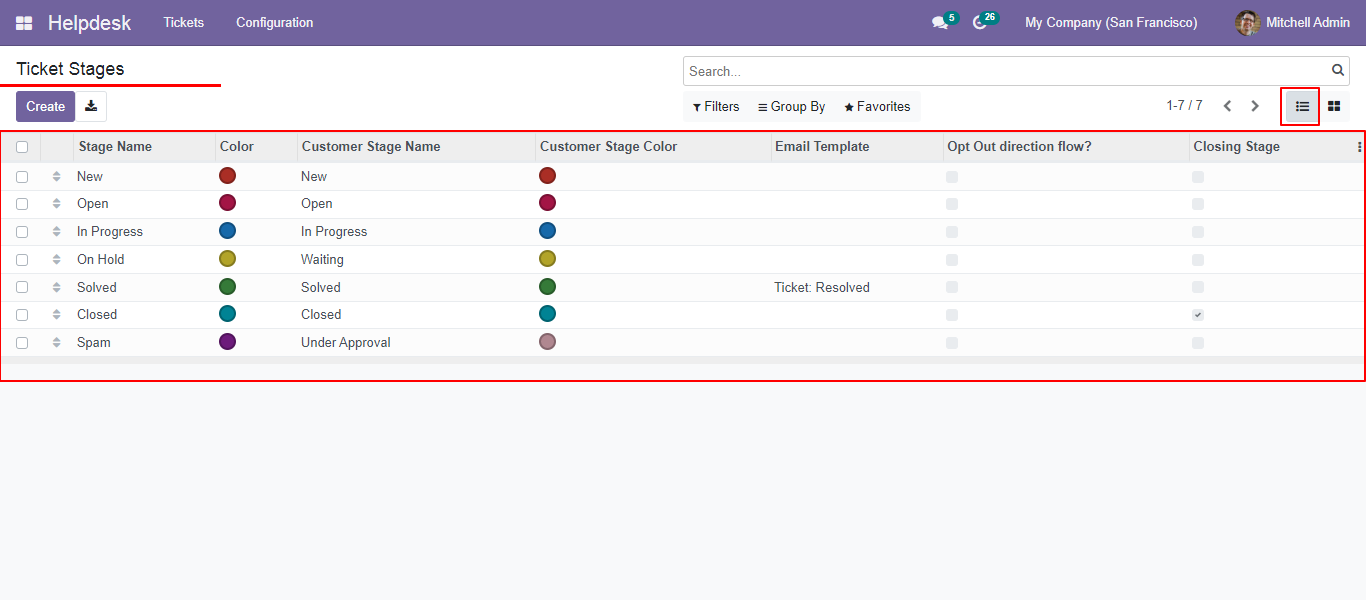 Helpdesk Tickets Configuration 5 26 My Company (San Francisco) Mitchell Admin
Ticket Stages
Search...
Create Filters Group By Favorites 1-7 / 7
Stage Name Color Customer Stage Name Customer Stage Color Email Template Opt Out direction flow? Closing Stage
New New
Open Open
In Progress In Progress
On Hold Waiting
Solved Solved Ticket: Resolved
Closed Closed
Spam Under Approval